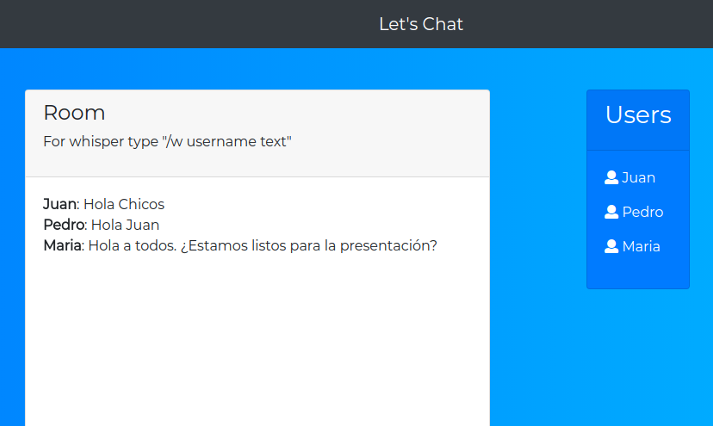 Let's Chat
Room
For whisper type "/w username text"
Juan: Hola Chicos
Pedro: Hola Juan
Maria: Hola a todos. ¿Estamos listos para la presentación?
Users
Juan
Pedro
Maria